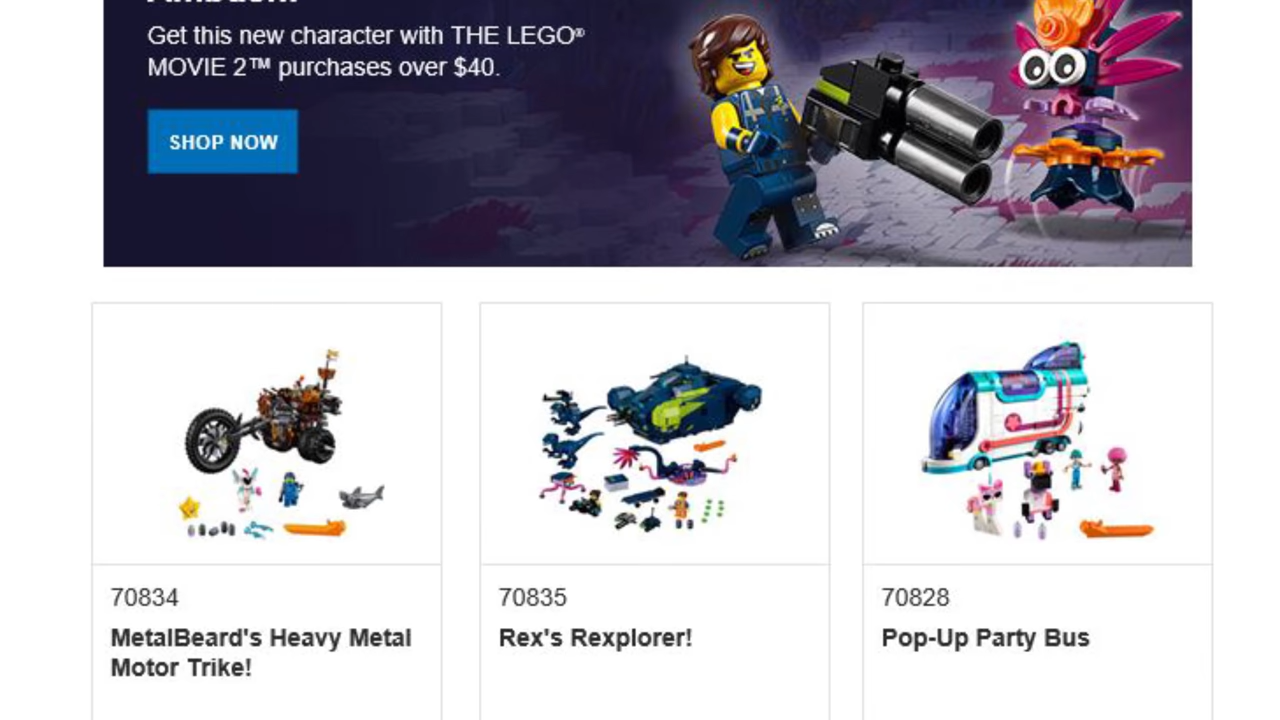 Get this new character with THE LEGO®
MOVIE 2™ purchases over $40.
SHOP NOW
70834
MetalBeard's Heavy Metal
Motor Trike!
70835
Rex's Rexplorer!
70828
Pop-Up Party Bus